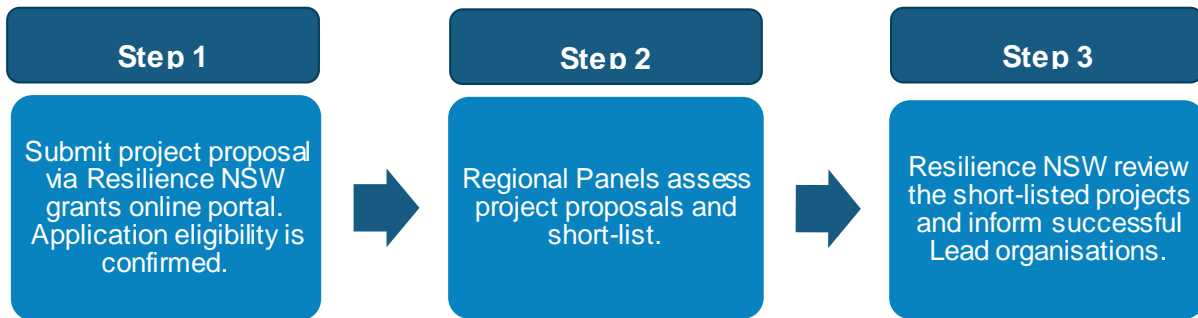 Step 1
Submit project proposal
via Resilience NSW
grants online portal.
Application eligibility is
confirmed.
Step 2
Regional Panels assess
project proposals and
short-list.
Step 3
Resilience NSW review
the short-listed projects
and inform successful
Lead organisations.